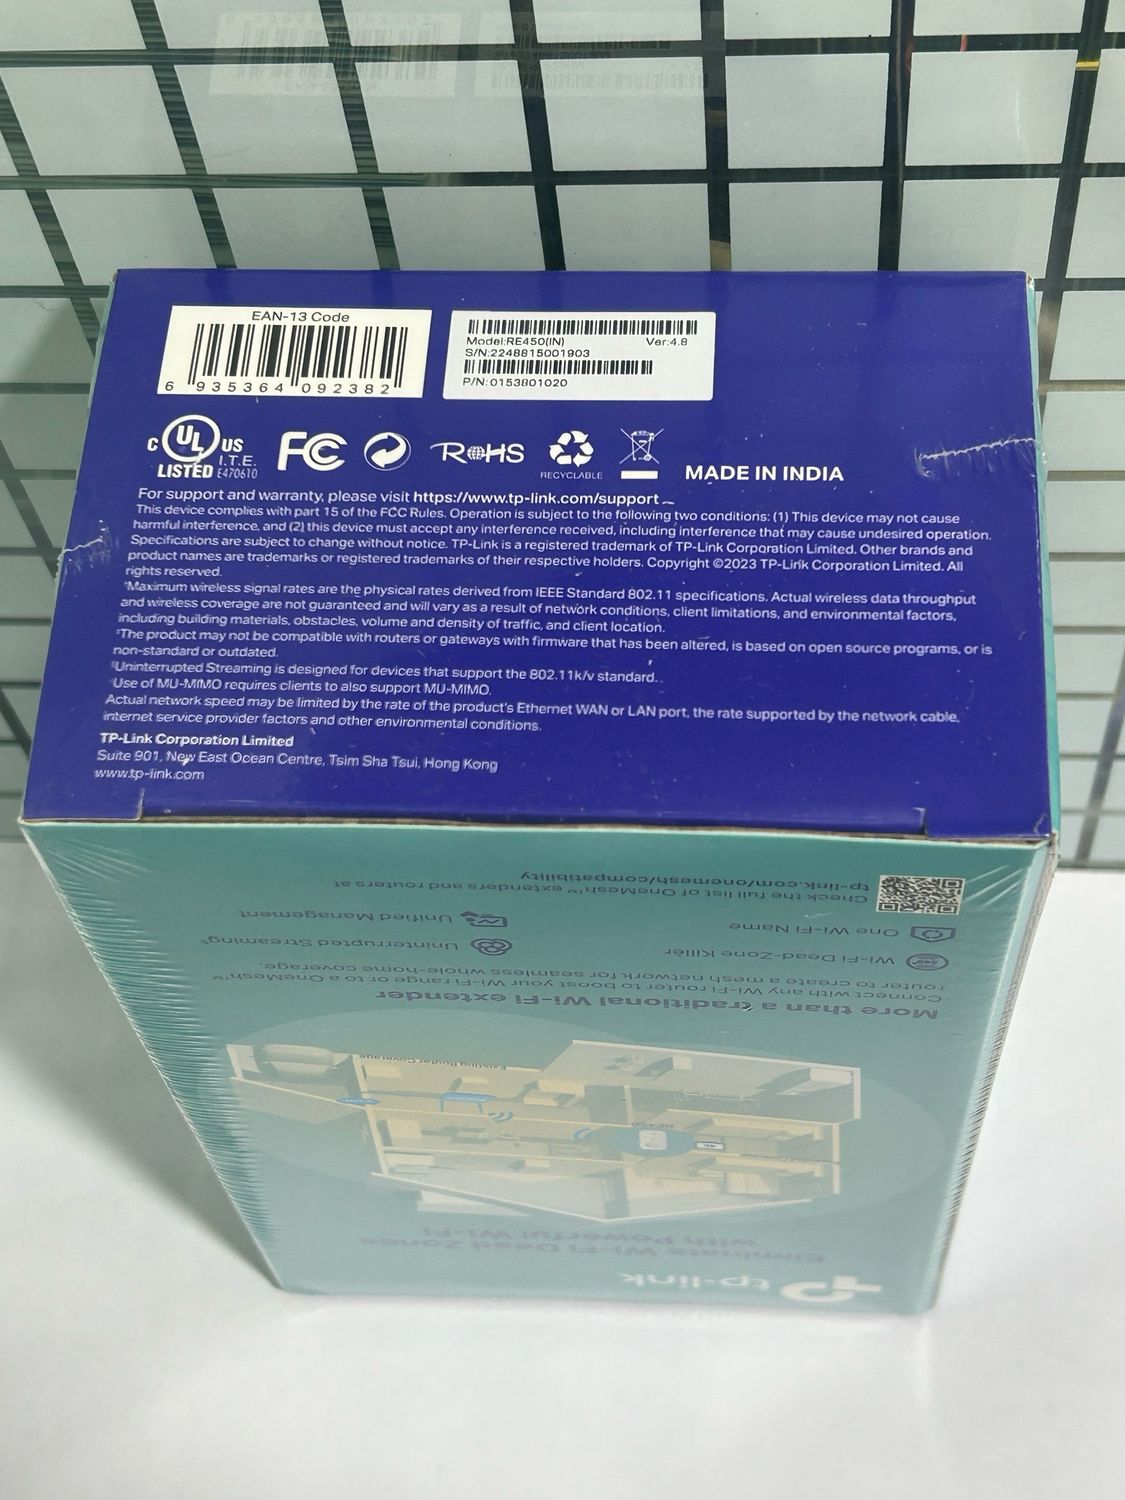 EAN-13 Code
6 935364 092382
Model:RE450(IN) Ver:4.8
S/N:2248815001903
P/N:0153801020
C UL US
LISTED I.T.E. E470610
FC
RoHS
RECYCLABLE
MADE IN INDIA
For support and warranty, please visit https://www.tp-link.com/support
This device complies with part 15 of the FCC Rules. Operation is subject to the following two conditions: (1) This device may not cause
harmful interference, and (2) this device must accept any interference received, including interference that may cause undesired operation.
Specifications are subject to change without notice. TP-Link is a registered trademark of TP-Link Corporation Limited. Other brands and
product names are trademarks or registered trademarks of their respective holders. Copyright ©2023 TP-Link Corporation Limited. All
rights reserved.
Maximum wireless signal rates are the physical rates derived from IEEE Standard 802.11 specifications. Actual wireless data throughput
and wireless coverage are not guaranteed and will vary as a result of network conditions, client limitations, and environmental factors,
including building materials, obstacles, volume and density of traffic, and client location.
The product may not be compatible with routers or gateways with firmware that has been altered, is based on open source programs, or is
non-standard or outdated.
Uninterrupted Streaming is designed for devices that support the 802.11k/v standard.
Use of MU-MIMO requires clients to also support MU-MIMO.
Actual network speed may be limited by the rate of the product's Ethernet WAN or LAN port, the rate supported by the network cable,
internet service provider factors and other environmental conditions.
TP-Link Corporation Limited
Suite 901, New East Ocean Centre, Tsim Sha Tsui, Hong Kong
www.tp-link.com
tp-link
Eliminate Wi-Fi Dead Zones
with Powerful Wi-Fi
RE450
Existing Router Coverage
More than a traditional Wi-Fi extender
Connect with any Wi-Fi router to boost your Wi-Fi range or to a OneMesh™
router to create a mesh network for seamless whole-home coverage.
Wi-Fi Dead-Zone Killer
Uninterrupted Streaming
One Wi-Fi Name
Unified Management
Check the full list of OneMesh™ extenders and routers at
tp-link.com/onemesh/compatibility